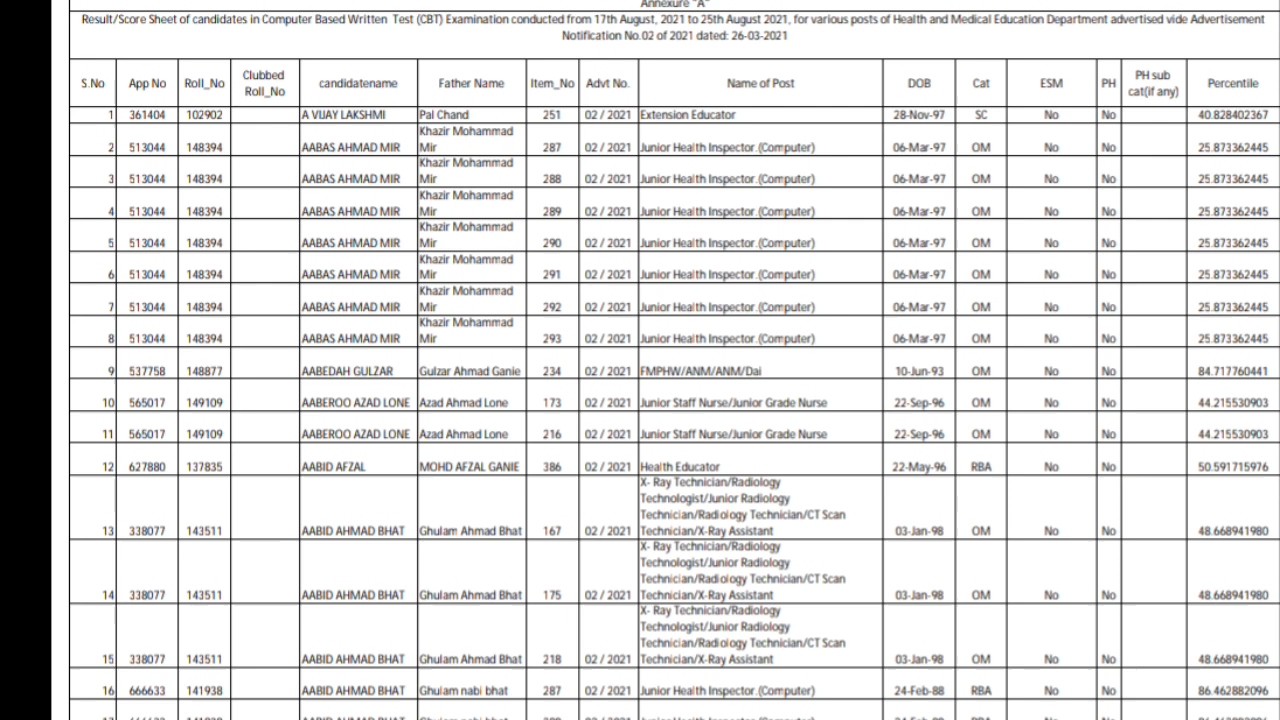 Annexure "A"
Result/Score Sheet of candidates in Computer Based Written Test (CBT) Examination conducted from 17th August, 2021 to 25th August 2021, for various posts of Health and Medical Education Department advertised vide Advertisement
Notification No.02 of 2021 dated: 26-03-2021
S.No App No Roll_No Clubbed Roll_No candidatename Father Name Item_No Advt No. Name of Post DOB Cat ESM PH PH sub cat(if any) Percentile
1 361404 102902 A VIJAY LAKSHMI Pal Chand 251 02 / 2021 Extension Educator 28-Nov-97 SC No No 40.828402367
Khazir Mohammad
2 513044 148394 AABAS AHMAD MIR Mir 287 02 / 2021 Junior Health Inspector.(Computer) 06-Mar-97 OM No No 25.873362445
Khazir Mohammad
3 513044 148394 AABAS AHMAD MIR Mir 288 02 / 2021 Junior Health Inspector.(Computer) 06-Mar-97 OM No No 25.873362445
Khazir Mohammad
4 513044 148394 AABAS AHMAD MIR Mir 289 02 / 2021 Junior Health Inspector.(Computer) 06-Mar-97 OM No No 25.873362445
Khazir Mohammad
5 513044 148394 AABAS AHMAD MIR Mir 290 02 / 2021 Junior Health Inspector.(Computer) 06-Mar-97 OM No No 25.873362445
Khazir Mohammad
6 513044 148394 AABAS AHMAD MIR Mir 291 02 / 2021 Junior Health Inspector.(Computer) 06-Mar-97 OM No No 25.873362445
Khazir Mohammad
7 513044 148394 AABAS AHMAD MIR Mir 292 02 / 2021 Junior Health Inspector.(Computer) 06-Mar-97 OM No No 25.873362445
Khazir Mohammad
8 513044 148394 AABAS AHMAD MIR Mir 293 02 / 2021 Junior Health Inspector.(Computer) 06-Mar-97 OM No No 25.873362445
9 537758 148877 AABEDAH GULZAR Gulzar Ahmad Ganie 234 02 / 2021 FMPHW/ANM/ANM/Dai 10-Jun-93 OM No No 84.717760441
10 565017 149109 AABEROO AZAD LONE Azad Ahmad Lone 173 02 / 2021 Junior Staff Nurse/Junior Grade Nurse 22-Sep-96 OM No No 44.215530903
11 565017 149109 AABEROO AZAD LONE Azad Ahmad Lone 216 02 / 2021 Junior Staff Nurse/Junior Grade Nurse 22-Sep-96 OM No No 44.215530903
12 627880 137835 AABID AFZAL MOHD AFZAL GANIE 386 02 / 2021 Health Educator 22-May-96 RBA No No 50.591715976
X- Ray Technician/Radiology
Technologist/Junior Radiology
Technician/Radiology Technician/CT Scan
13 338077 143511 AABID AHMAD BHAT Ghulam Ahmad Bhat 167 02 / 2021 Technician/X-Ray Assistant 03-Jan-98 OM No No 48.668941980
X- Ray Technician/Radiology
Technologist/Junior Radiology
Technician/Radiology Technician/CT Scan
14 338077 143511 AABID AHMAD BHAT Ghulam Ahmad Bhat 175 02 / 2021 Technician/X-Ray Assistant 03-Jan-98 OM No No 48.668941980
X- Ray Technician/Radiology
Technologist/Junior Radiology
Technician/Radiology Technician/CT Scan
15 338077 143511 AABID AHMAD BHAT Ghulam Ahmad Bhat 218 02 / 2021 Technician/X-Ray Assistant 03-Jan-98 OM No No 48.668941980
16 666633 141938 AABID AHMAD BHAT Ghulam nabi bhat 287 02 / 2021 Junior Health Inspector.(Computer) 24-Feb-88 RBA No No 86.462882096